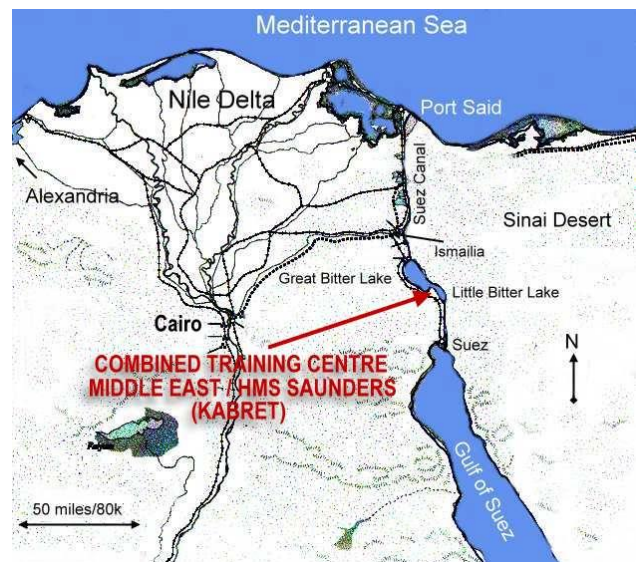 Mediterranean Sea
Nile Delta
Port Said
Alexandria
Suez Canal
Sinai Desert
Ismailia
Great Bitter Lake
Little Bitter Lake
Cairo
Suez
N
COMBINED TRAINING CENTRE
MIDDLE EAST / HMS SAUNDERS
(KABRET)
Gulf of Suez
50 miles/80k